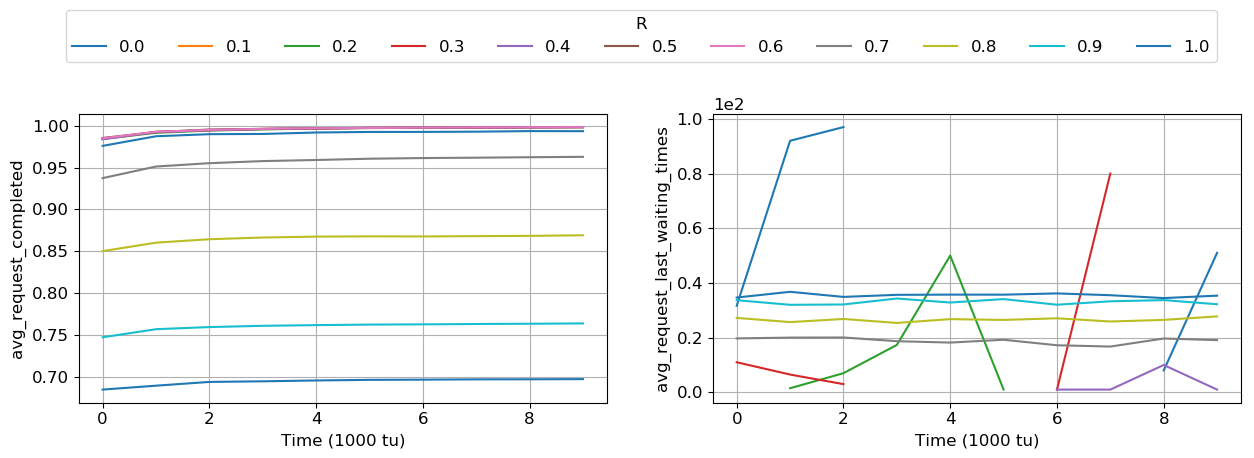 R
0.0 0.1 0.2 0.3 0.4 0.5 0.6 0.7 0.8 0.9 1.0
avg_request_completed
1.00
0.95
0.90
0.85
0.80
0.75
0.70
0 2 4 6 8
Time (1000 tu)
1e2
avg_request_last_waiting_times
1.0
0.8
0.6
0.4
0.2
0.0
0 2 4 6 8
Time (1000 tu)